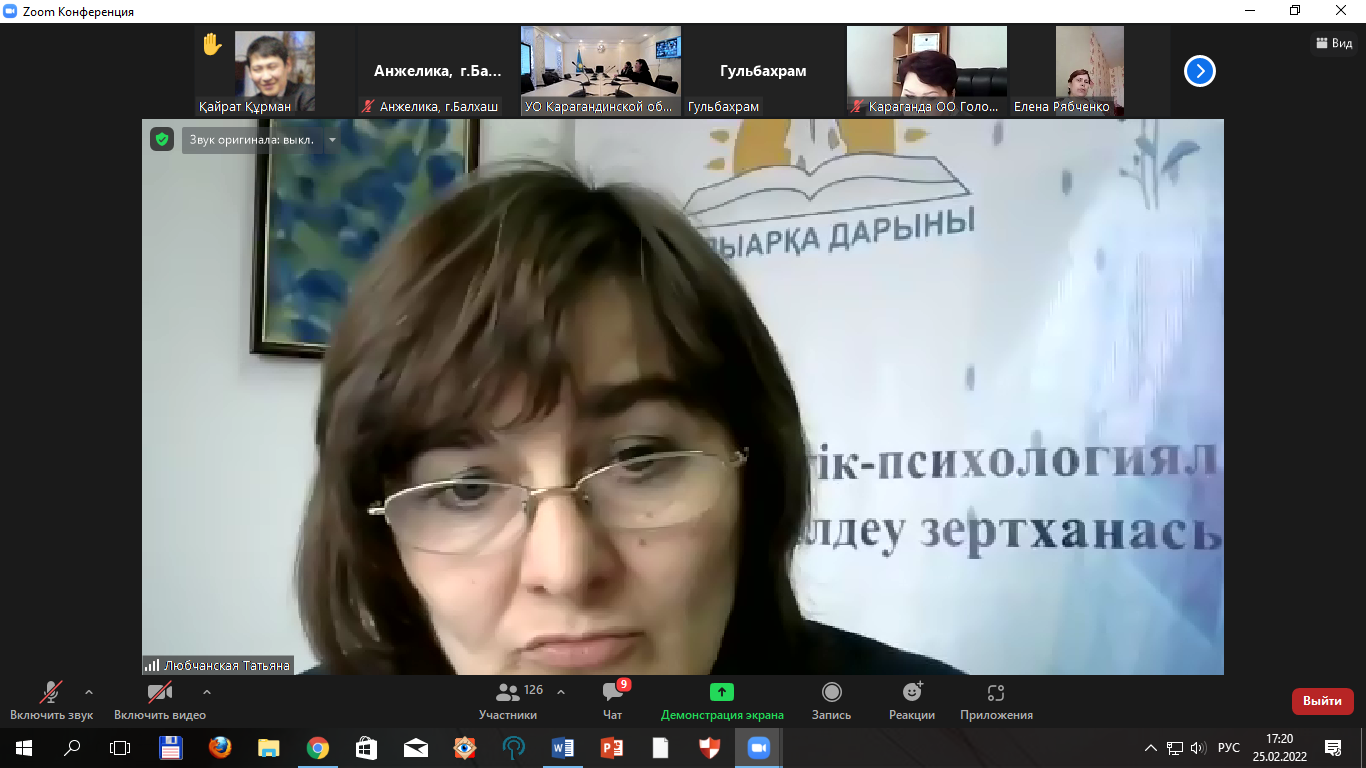 Zoom Конференция
Вид
Анжелика, г.Ба...
Гульбахрам
Қайрат Құрман
Анжелика, г.Балхаш
УО Карагандинской об...
Гульбахрам
Караганда ОО Голо...
Елена Рябченко
Звук оригинала: выкл.
ЫАРҚА ДАРЫНЫ
ік-психологиял
лдеу зертханасы
Любчанская Татьяна
Включить звук
Включить видео
126
Участники
9
Чат
Демонстрация экрана
Запись
Реакции
Приложения
Выйти
РУС
17:20
25.02.2022